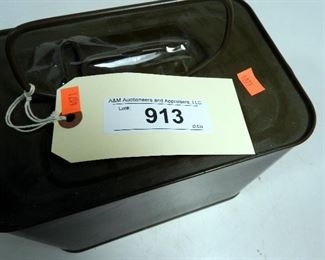 A&M Auctioneers and Appraisers, LLC
Lot#:
913